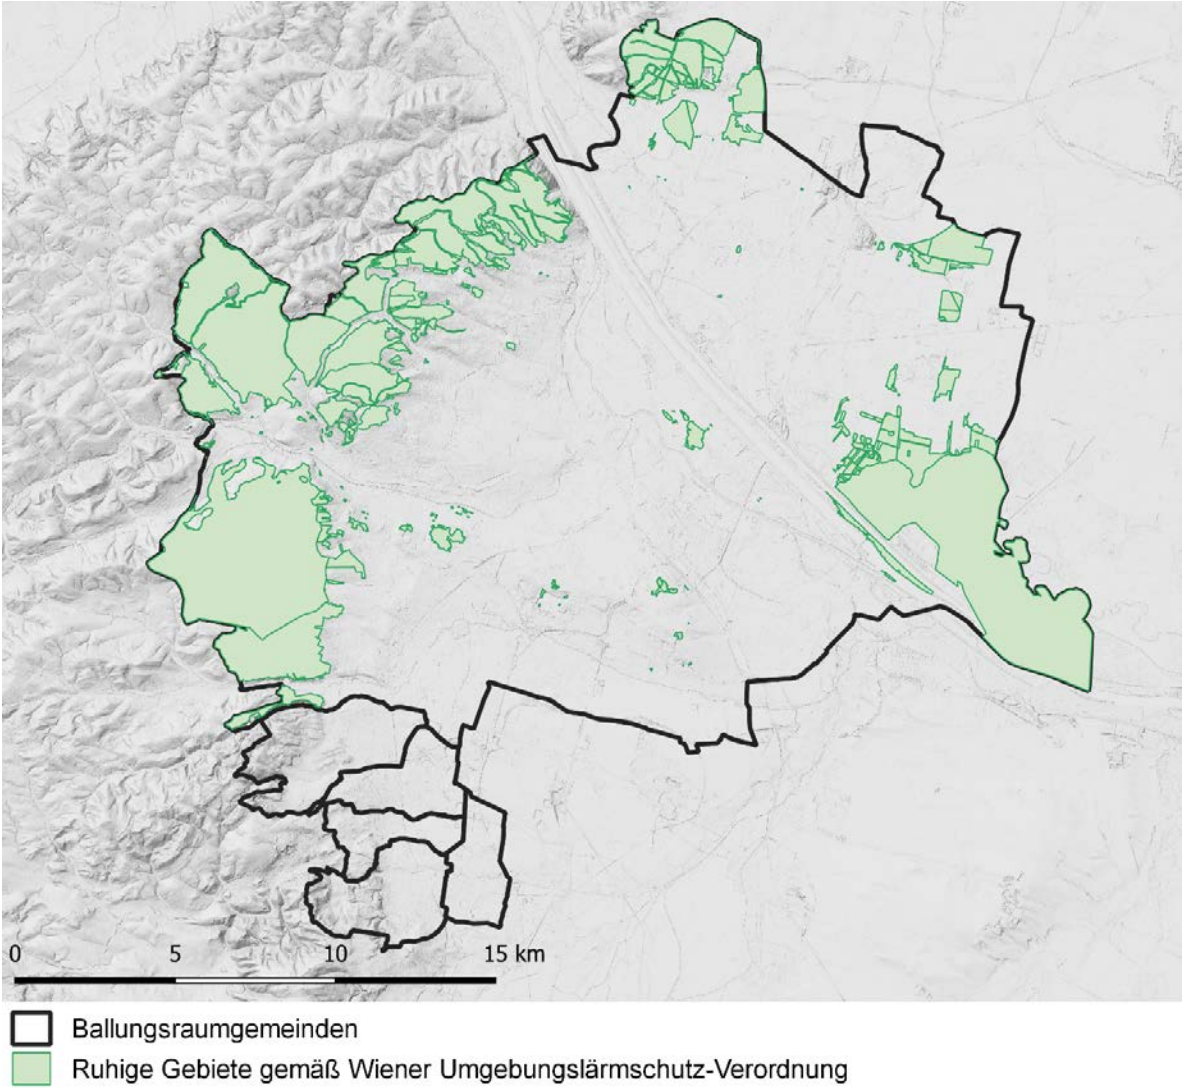 0 5 10 15 km
Ballungsraumgemeinden
Ruhige Gebiete gemäß Wiener Umgebungslärmschutz-Verordnung